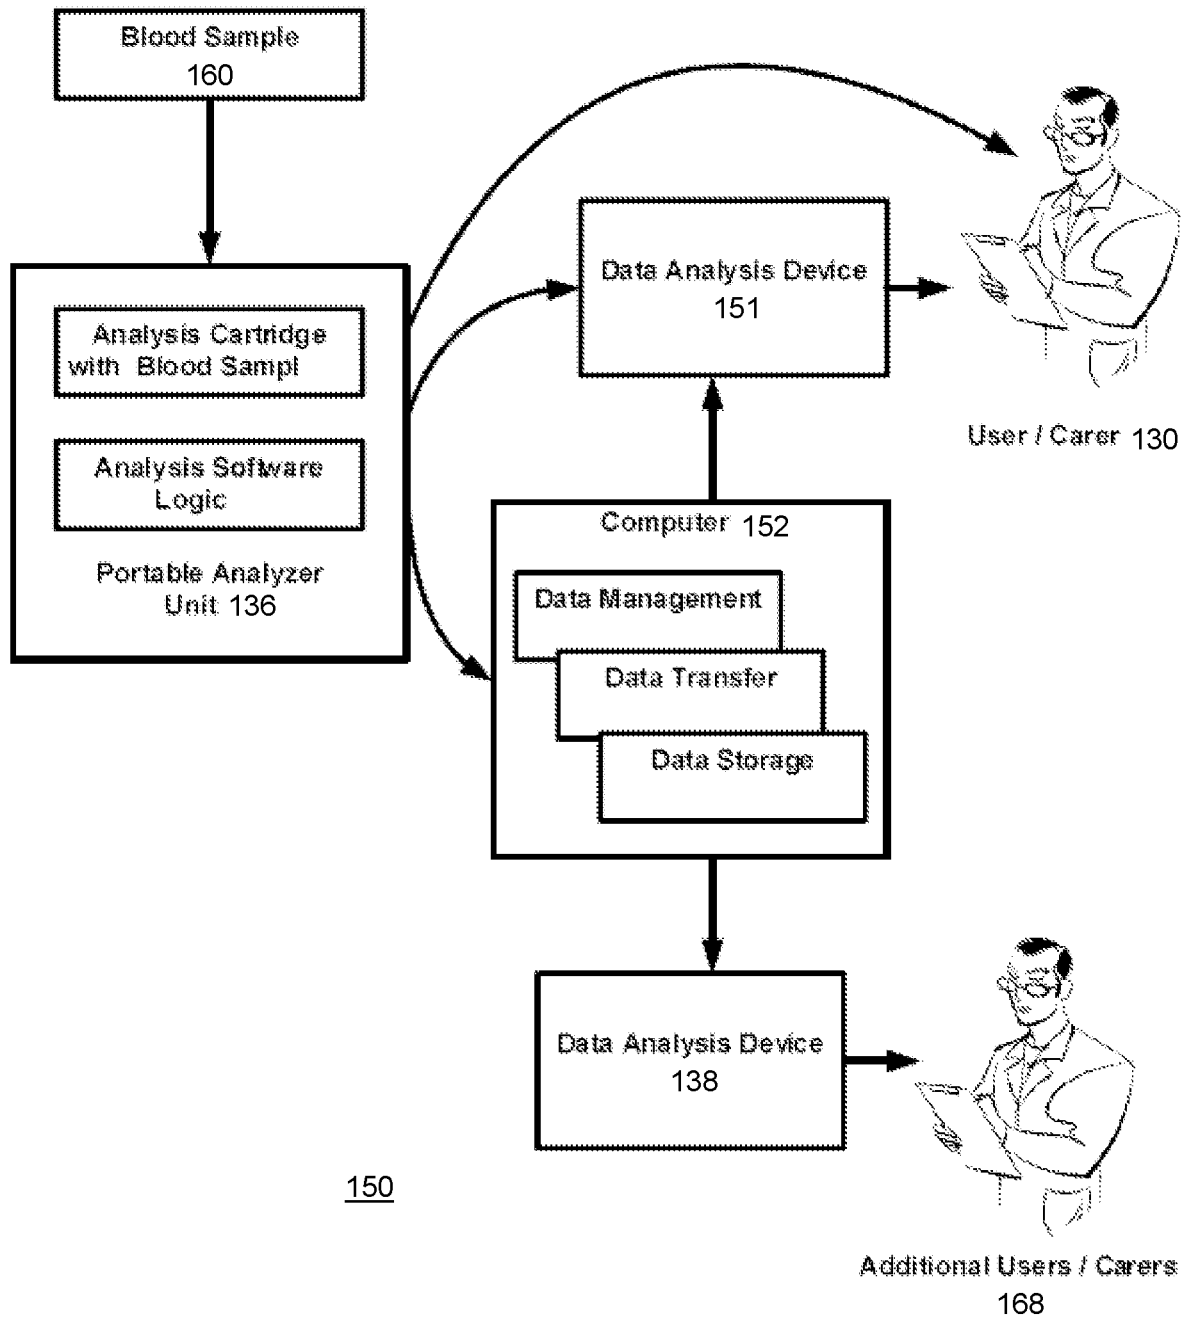 Blood Sample
160
Analysis Cartridge
with Blood Sampl
Analysis Software
Logic
Portable Analyzer
Unit 136
Data Analysis Device
151
User / Carer 130
Computer 152
Data Management
Data Transfer
Data Storage
Data Analysis Device
138
150
Additional Users / Carers
168